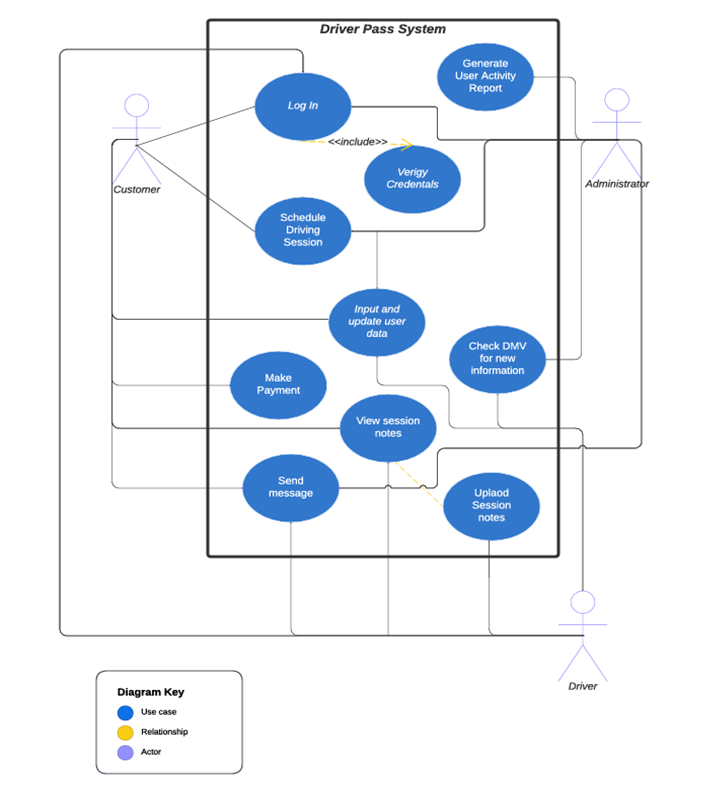 Driver Pass System
Generate
User Activity
Report
Log In
<<include>>
Verigy
Credentals
Customer
Administrator
Schedule
Driving
Session
Input and
update user
data
Check DMV
for new
information
Make
Payment
View session
notes
Send
message
Uplaod
Session
notes
Driver
Diagram Key
Use case
Relationship
Actor